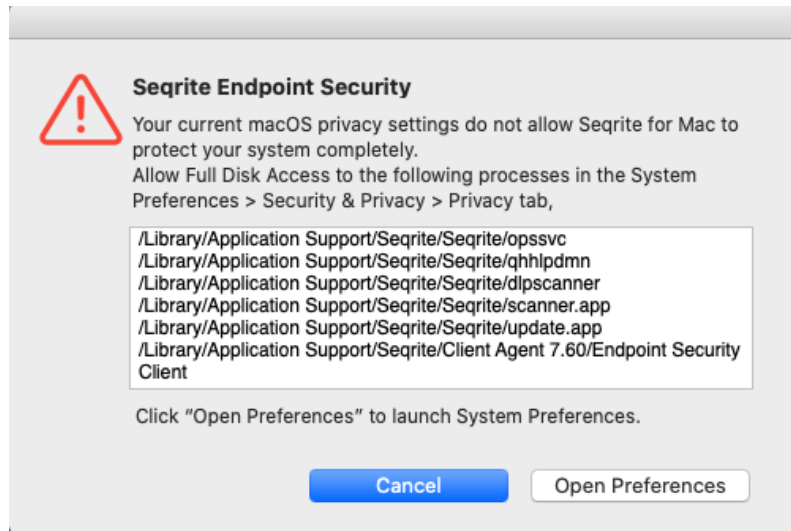 Seqrite Endpoint Security
Your current macOS privacy settings do not allow Seqrite for Mac to
protect your system completely.
Allow Full Disk Access to the following processes in the System
Preferences > Security & Privacy > Privacy tab,
/Library/Application Support/Seqrite/Seqrite/opssvc
/Library/Application Support/Seqrite/Seqrite/qhhlpdmn
/Library/Application Support/Seqrite/Seqrite/dlpscanner
/Library/Application Support/Seqrite/Seqrite/scanner.app
/Library/Application Support/Seqrite/Seqrite/update.app
/Library/Application Support/Seqrite/Client Agent 7.60/Endpoint Security
Client
Click “Open Preferences” to launch System Preferences.
Cancel
Open Preferences